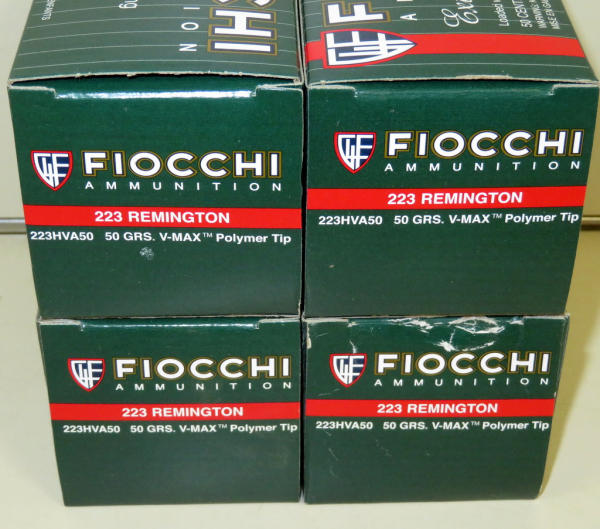 FIOCCHI
AMMUNITION
223 REMINGTON
223HVA50 50 GRS. V-MAX™ Polymer Tip
FIOCCHI
AMMUNITION
223 REMINGTON
223HVA50 50 GRS. V-MAX™ Polymer Tip
FIOCCHI
AMMUNITION
223 REMINGTON
223HVA50 50 GRS. V-MAX™ Polymer Tip
FIOCCHI
AMMUNITION
223 REMINGTON
223HVA50 50 GRS. V-MAX™ Polymer Tip